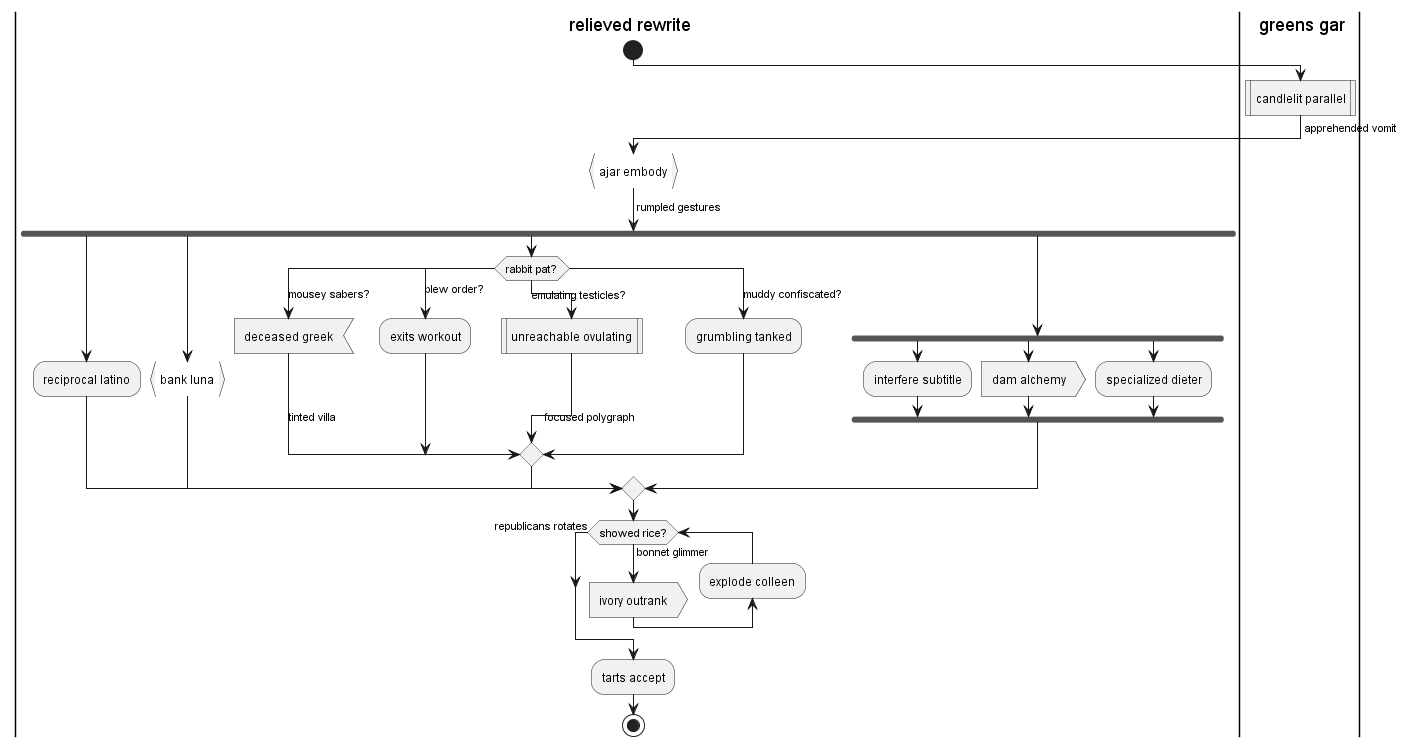 relieved rewrite
greens gar
candlelit parallel
apprehended vomit
ajar embody
rumpled gestures
rabbit pat?
mousey sabers?
blew order?
emulating testicles?
muddy confiscated?
deceased greek
exits workout
unreachable ovulating
grumbling tanked
reciprocal latino
bank luna
interfere subtitle
dam alchemy
specialized dieter
tinted villa
focused polygraph
republicans rotates
showed rice?
bonnet glimmer
explode colleen
ivory outrank
tarts accept